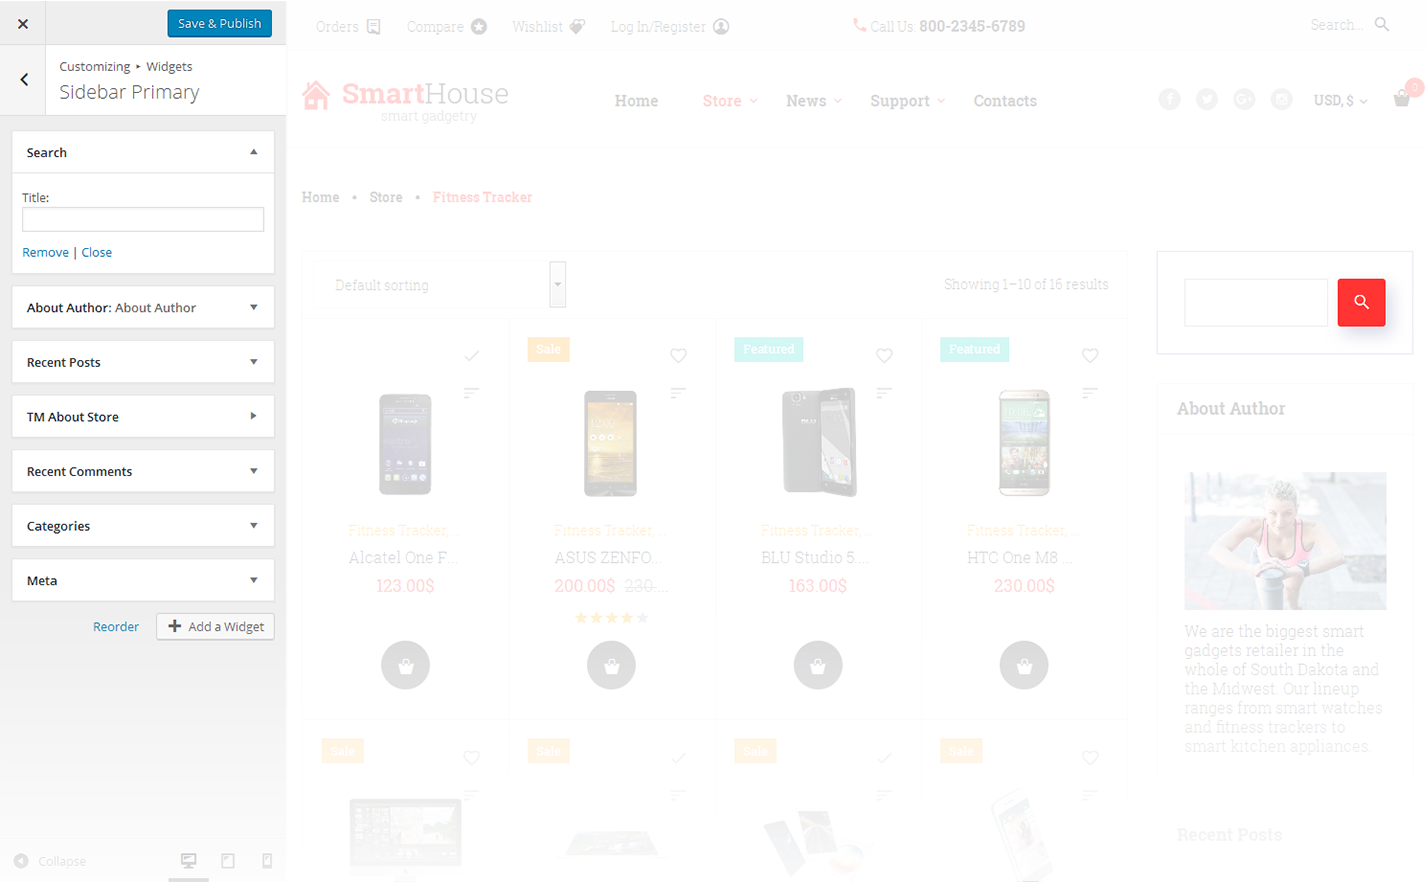 Save & Publish
Customizing ▸ Widgets
Sidebar Primary
Search
Title:
Remove | Close
About Author: About Author
Recent Posts
TM About Store
Recent Comments
Categories
Meta
Reorder
Add a Widget
Collapse
Orders
Compare
Wishlist
Log In/Register
Call Us: 800-2345-6789
Search...
SmartHouse
smart gadgetry
Home
Store
News
Support
Contacts
USD, $
0
Home • Store • Fitness Tracker
Default sorting
Showing 1–10 of 16 results
Sale
Featured
Featured
Fitness Tracker, ...
Alcatel One F...
123.00$
Fitness Tracker, ...
ASUS ZENFO...
200.00$ 230....
Fitness Tracker, ...
BLU Studio 5....
163.00$
Fitness Tracker, ...
HTC One M8 ...
230.00$
Sale
Sale
Sale
Sale
About Author
We are the biggest smart
gadgets retailer in the
whole of South Dakota and
the Midwest. Our lineup
ranges from smart watches
and fitness trackers to
smart kitchen appliances
Recent Posts